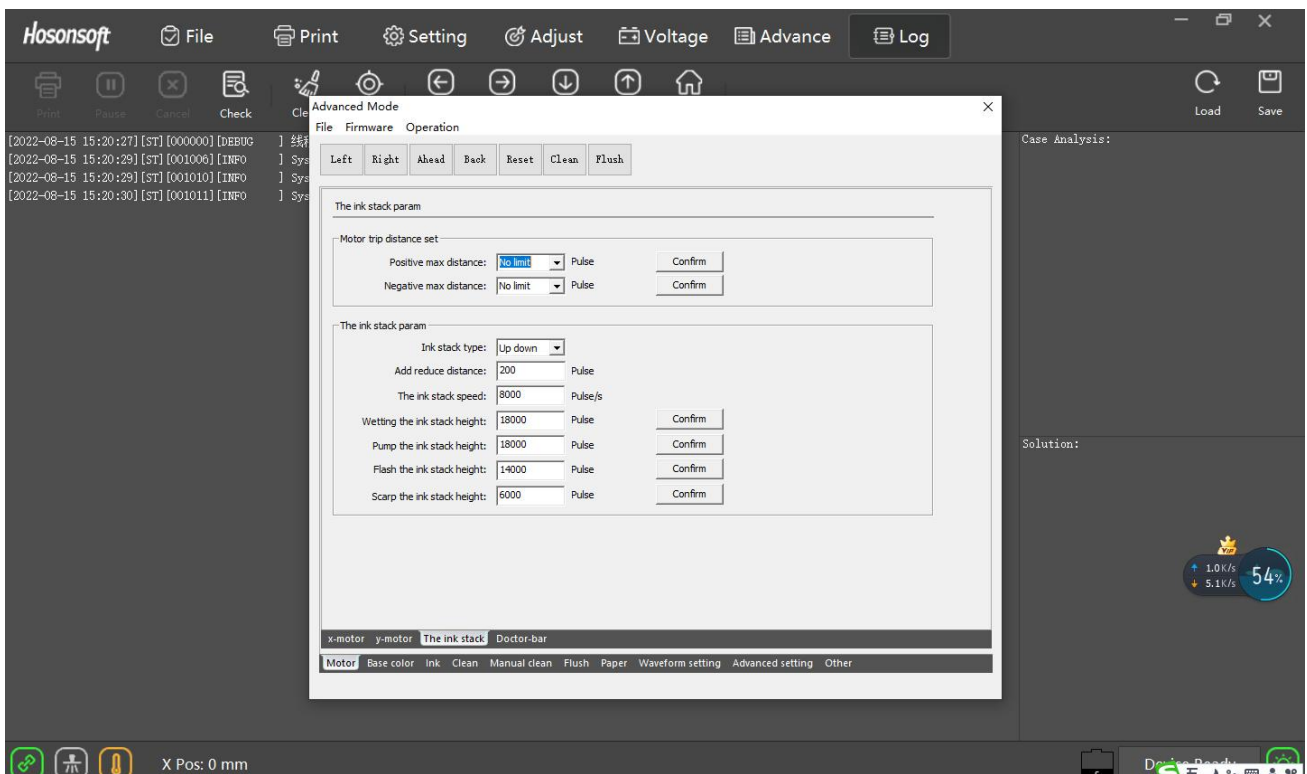 Hosonsoft File Print Setting Adjust Voltage Advance Log
Print Pause Cancel Check Cle Load Save
Advanced Mode
File Firmware Operation
Left Right Ahead Back Reset Clean Flush
[2022-08-15 15:20:27][ST][000000][DEBUG ] 线
[2022-08-15 15:20:29][ST][001006][INFO ] Sys
[2022-08-15 15:20:29][ST][001010][INFO ] Sys
[2022-08-15 15:20:30][ST][001011][INFO ] Sys
The ink stack param
Motor trip distance set
Positive max distance: No limit Pulse Confirm
Negative max distance: No limit Pulse Confirm
The ink stack param
Ink stack type: Up down
Add reduce distance: 200 Pulse
The ink stack speed: 8000 Pulse/s
Wetting the ink stack height: 18000 Pulse Confirm
Pump the ink stack height: 18000 Pulse Confirm
Flash the ink stack height: 14000 Pulse Confirm
Scarp the ink stack height: 6000 Pulse Confirm
x-motor y-motor The ink stack Doctor-bar
Motor Base color Ink Clean Manual clean Flush Paper Waveform setting Advanced setting Other
Case Analysis:
Solution:
VIP
1.0K/s
5.1K/s
54%
X Pos: 0 mm